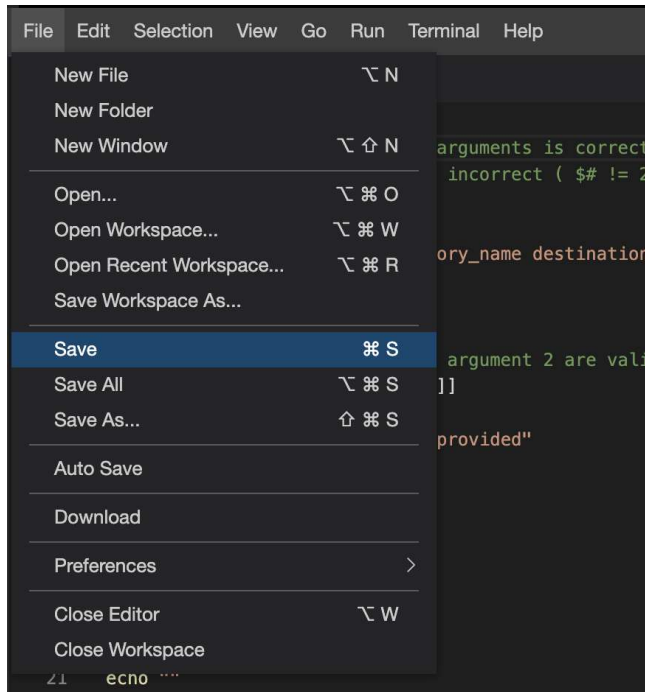 File Edit Selection View Go Run Terminal Help
New File ⌥ N
New Folder
New Window ⌥ ⇧ N
arguments is correct
incorrect ( $# != 2
Open... ⌥ ⌘ O
Open Workspace... ⌥ ⌘ W
Open Recent Workspace... ⌥ ⌘ R
ory_name destination
Save Workspace As...
Save ⌘ S
argument 2 are vali
Save All ⌥ ⌘ S
]]
Save As... ⇧ ⌘ S
provided"
Auto Save
Download
Preferences >
Close Editor ⌥ W
Close Workspace
21 echo ""